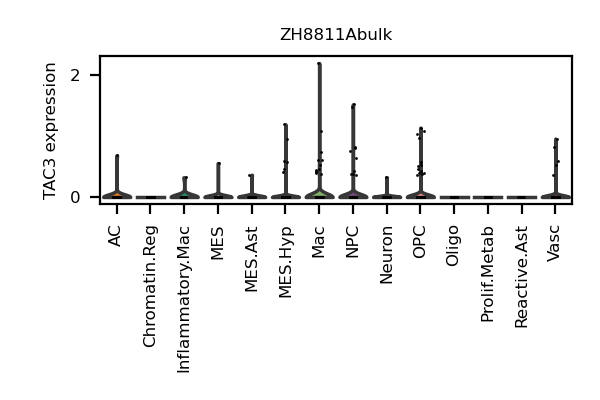 ZH8811Abulk
TAC3 expression
2
0
AC
Chromatin.Reg
Inflammatory.Mac
MES
MES.Ast
MES.Hyp
Mac
NPC
Neuron
OPC
Oligo
Prolif.Metab
Reactive.Ast
Vasc